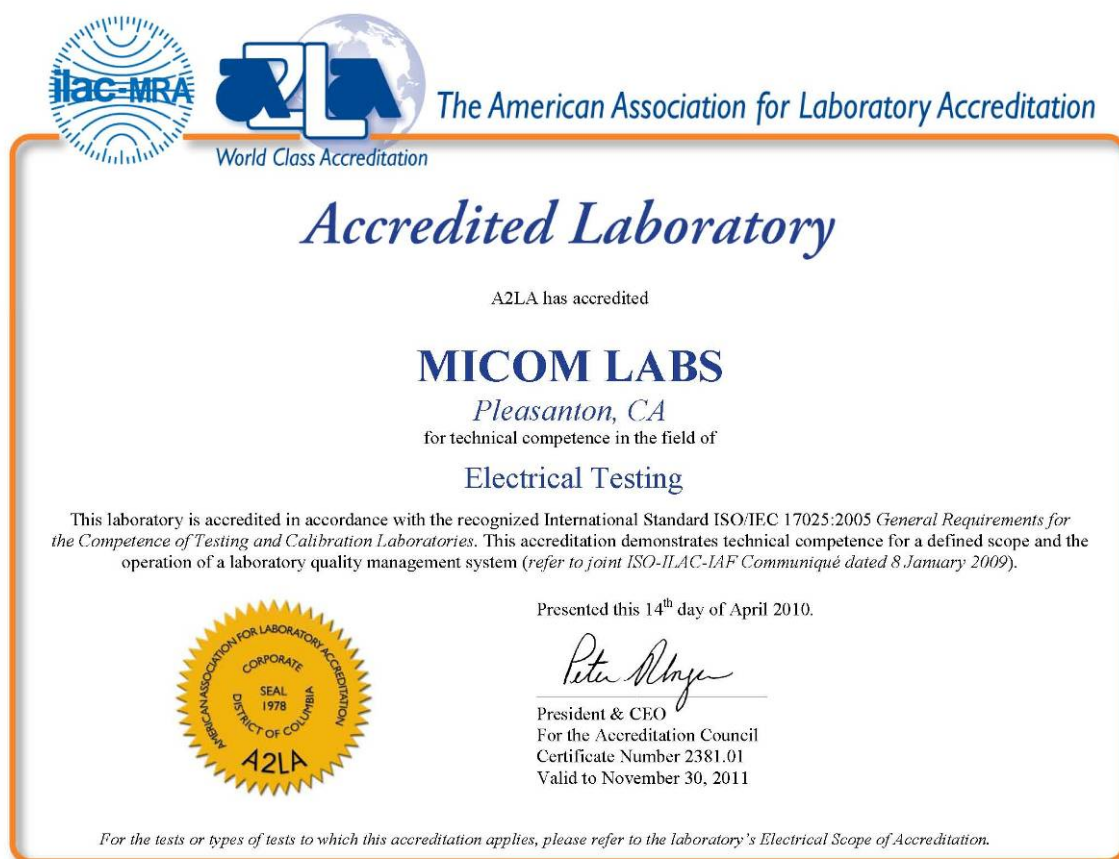 ilac-MRA
a2la
World Class Accreditation
The American Association for Laboratory Accreditation
Accredited Laboratory
A2LA has accredited
MICOM LABS
Pleasanton, CA
for technical competence in the field of
Electrical Testing
This laboratory is accredited in accordance with the recognized International Standard ISO/IEC 17025:2005 General Requirements for
the Competence of Testing and Calibration Laboratories. This accreditation demonstrates technical competence for a defined scope and the
operation of a laboratory quality management system (refer to joint ISO-ILAC-IAF Communiqué dated 8 January 2009).
AMERICAN ASSOCIATION FOR LABORATORY ACCREDITATION
CORPORATE
SEAL
1978
DISTRICT OF COLUMBIA
A2LA
Presented this 14th day of April 2010.
Peter
President & CEO
For the Accreditation Council
Certificate Number 2381.01
Valid to November 30, 2011
For the tests or types of tests to which this accreditation applies, please refer to the laboratory's Electrical Scope of Accreditation.